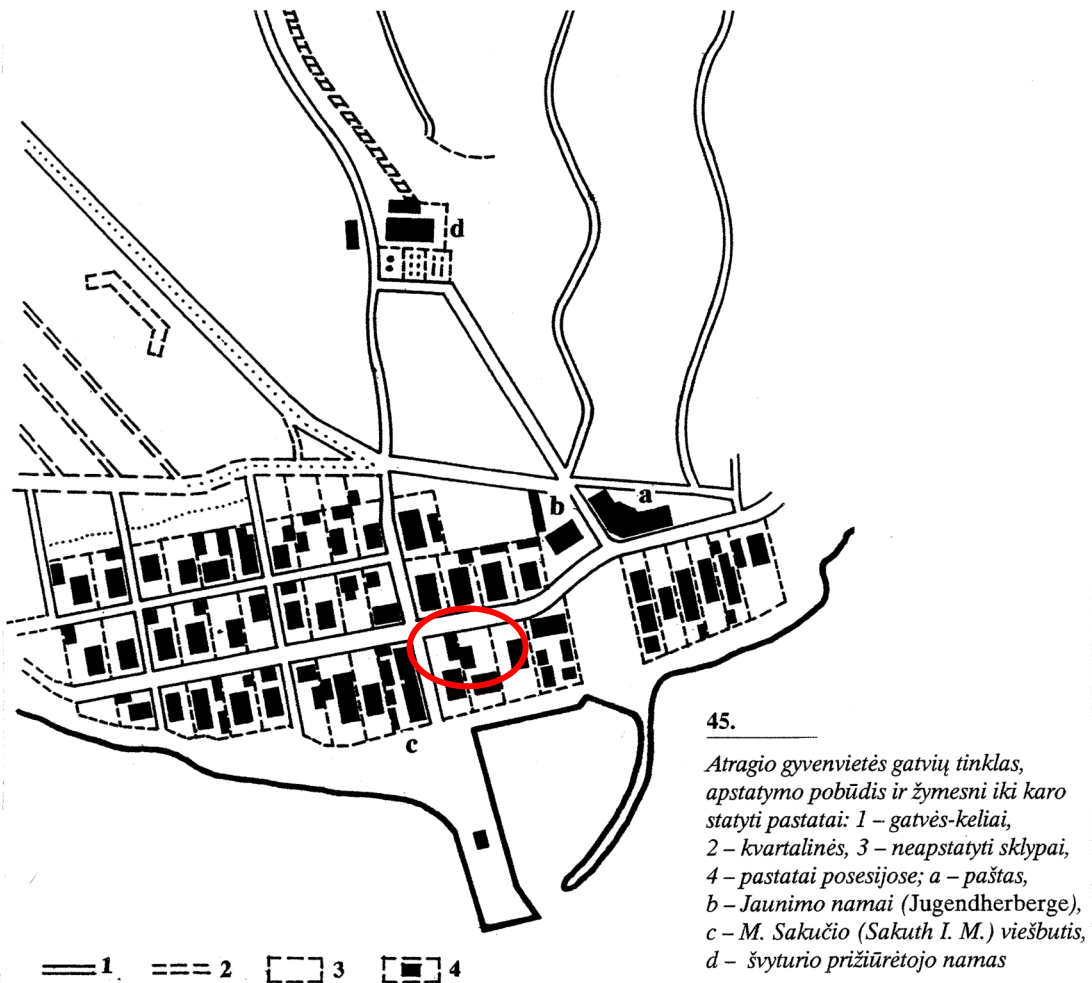 d
a
b
c
45.
Atragio gyvenvietės gatvių tinklas,
apstatymo pobūdis ir žymesni iki karo
statyti pastatai: 1 – gatvės-keliai,
2 – kvartalinės, 3 – neapstatyti sklypai,
4 – pastatai posesijose; a – paštas,
b – Jaunimo namai (Jugendherberge),
c – M. Sakučio (Sakuth I. M.) viešbutis,
d – švyturio prižiūrėtojo namas
1 2 3 4